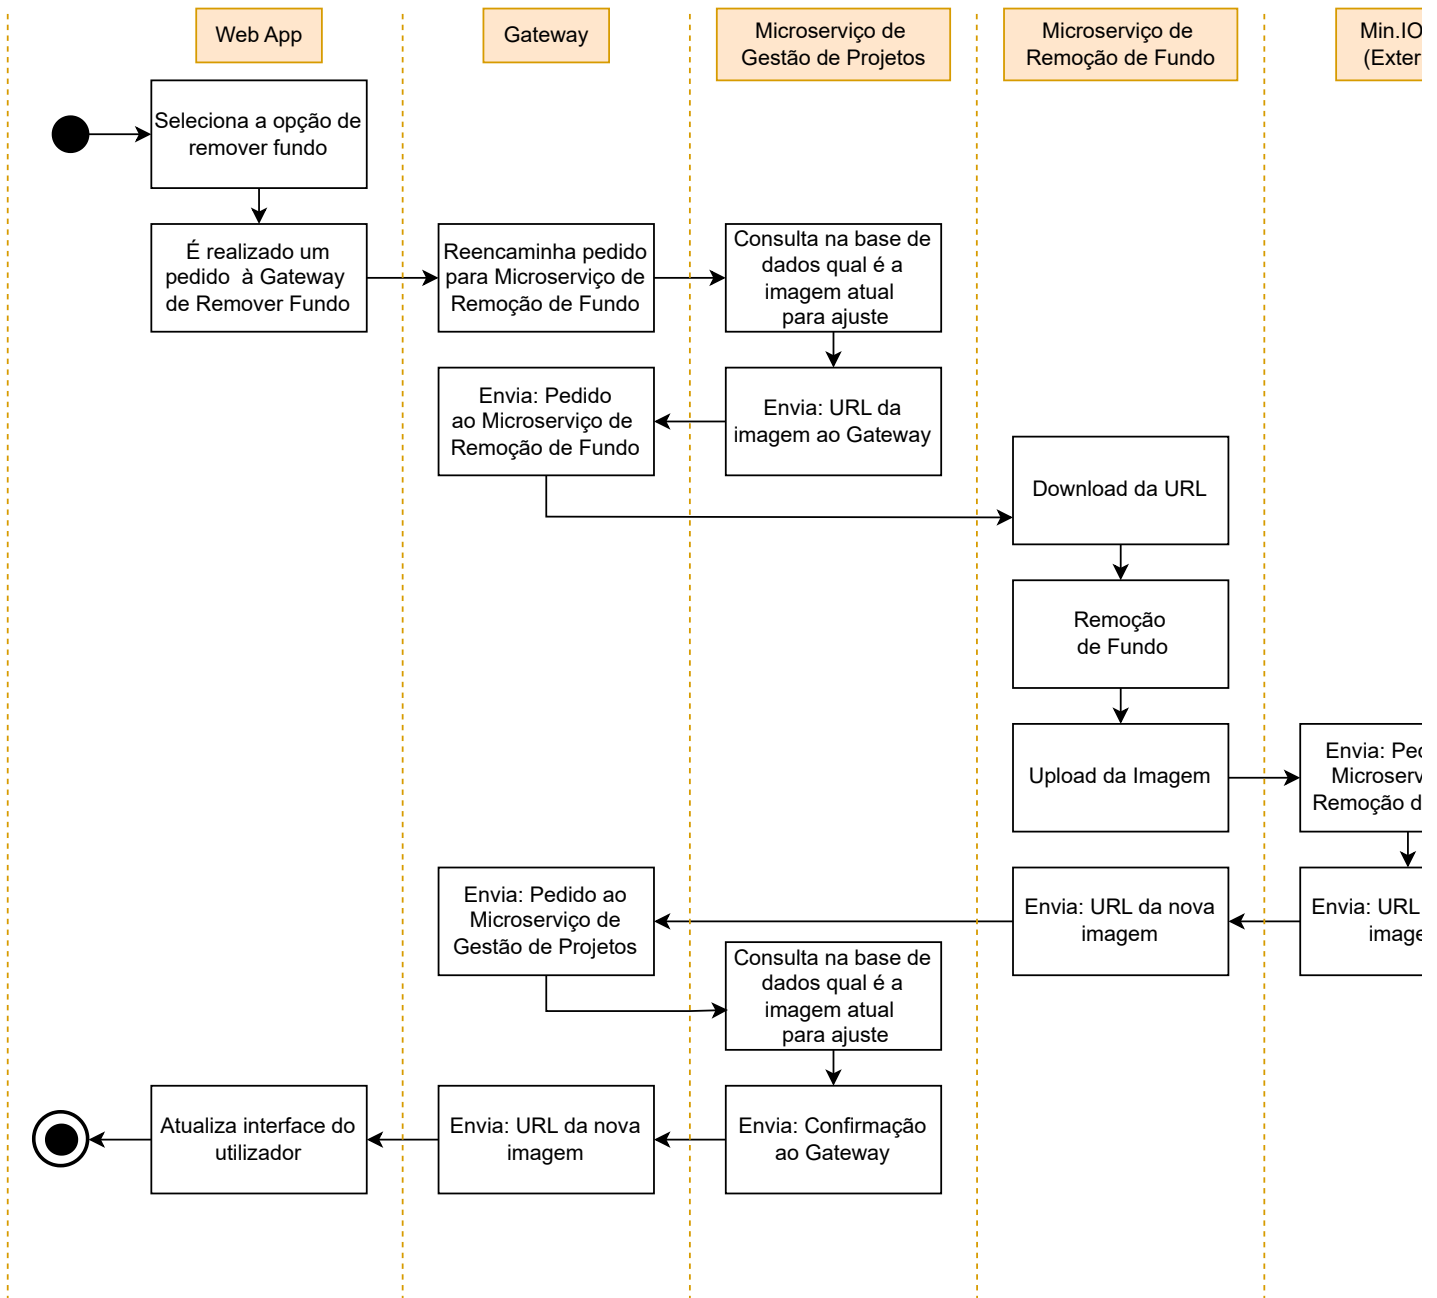 Web App
Gateway
Microserviço de
Gestão de Projetos
Microserviço de
Remoção de Fundo
Min.IO
Seleciona a opção de
remover fundo
É realizado um
pedido à Gateway
de Remover Fundo
Reencaminha pedido
para Microserviço de
Remoção de Fundo
Consulta na base de
dados qual é a
imagem atual
para ajuste
Envia: Pedido
ao Microserviço de
Remoção de Fundo
Envia: URL da
imagem ao Gateway
Download da URL
Remoção
de Fundo
Upload da Imagem
Envia:
Remoção
Envia: Pedido ao
Microserviço de
Gestão de Projetos
Envia: URL da nova
imagem
Envia: URL
Consulta na base de
dados qual é a
imagem atual
para ajuste
Atualiza interface do
utilizador
Envia: URL da nova
imagem
Envia: Confirmação
ao Gateway